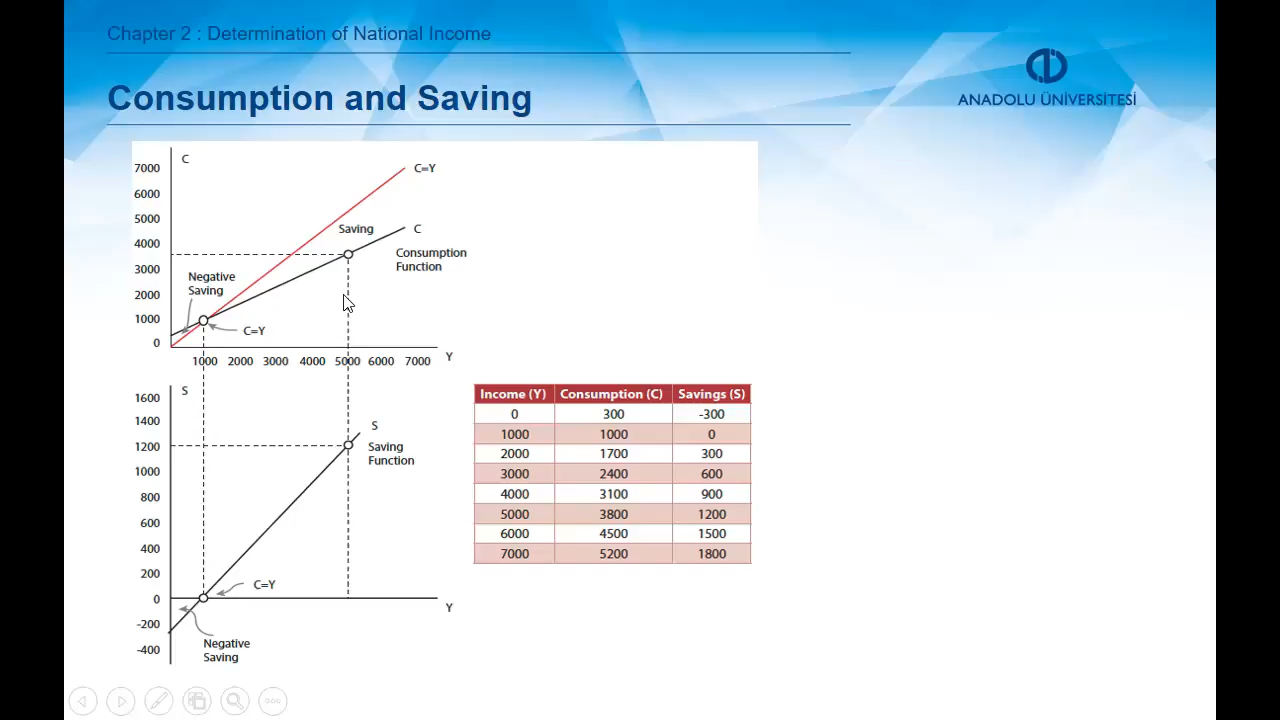 Chapter 2 : Determination of National Income
Consumption and Saving
ANADOLU ÜNİVERSİTESİ
C
7000
6000
5000
4000
3000
2000
1000
0
C=Y
Saving
C
Consumption
Function
Negative
Saving
C=Y
1000 2000 3000 4000 5000 6000 7000
Y
S
1600
1400
1200
1000
800
600
400
200
0
-200
-400
S
Saving
Function
C=Y
Y
Negative
Saving
Income (Y) Consumption (C) Savings (S)
0 300 -300
1000 1000 0
2000 1700 300
3000 2400 600
4000 3100 900
5000 3800 1200
6000 4500 1500
7000 5200 1800